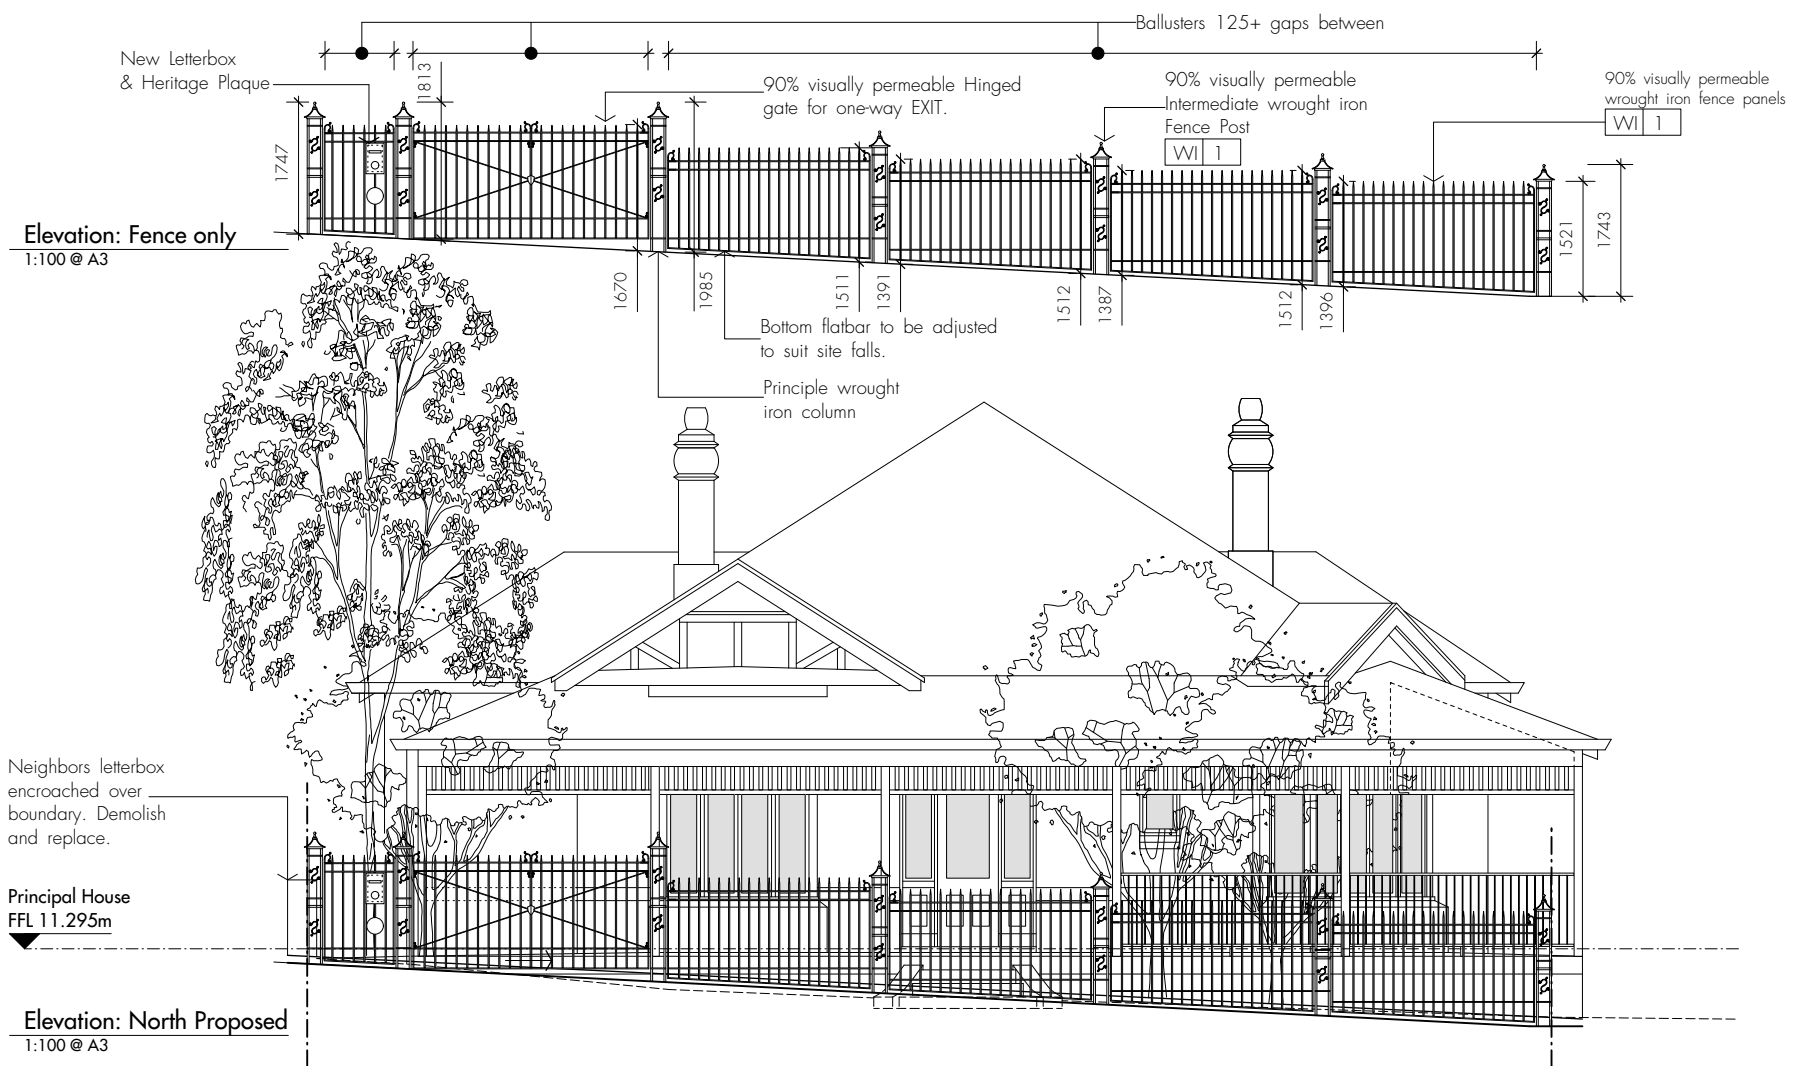 Ballusters 125+ gaps between
New Letterbox
& Heritage Plaque
1813
90% visually permeable Hinged
gate for one-way EXIT.
90% visually permeable
Intermediate wrought iron
Fence Post
WI 1
90% visually permeable
wrought iron fence panels
WI 1
1747
Elevation: Fence only
1:100 @ A3
1670
1985
1511
1391
1512
1387
1512
1396
1521
1743
Bottom flatbar to be adjusted
to suit site falls.
Principle wrought
iron column
Neighbors letterbox
encroached over
boundary. Demolish
and replace.
Principal House
FFL 11.295m
Elevation: North Proposed
1:100 @ A3